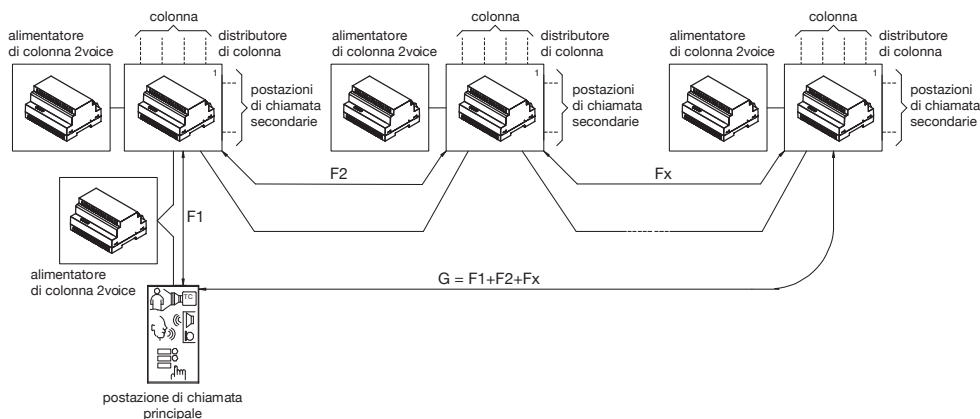 colonna
alimentatore
di colonna 2voice
distributore
di colonna
1
postazioni
di chiamata
secondarie
colonna
alimentatore
di colonna 2voice
distributore
di colonna
1
postazioni
di chiamata
secondarie
colonna
alimentatore
di colonna 2voice
distributore
di colonna
1
postazioni
di chiamata
secondarie
F2
Fx
F1
alimentatore
di colonna 2voice
G = F1+F2+Fx
TC
postazione di chiamata
principale